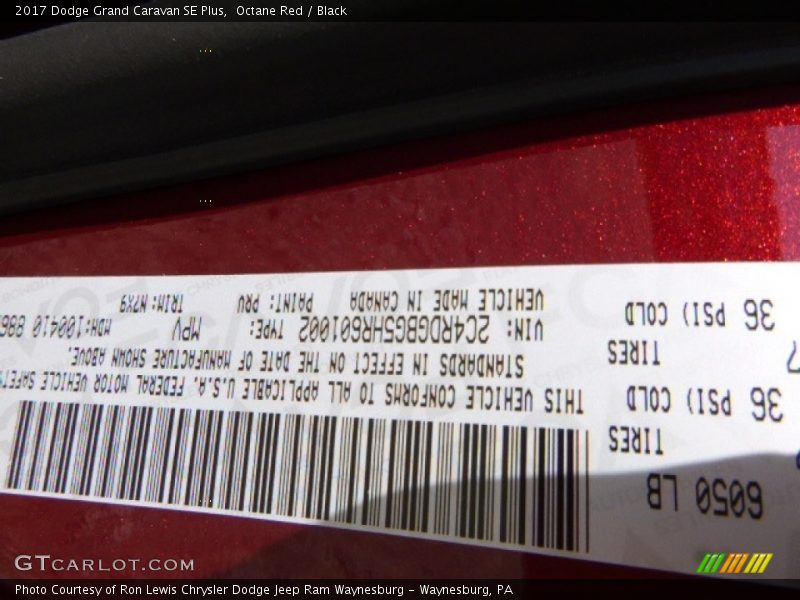 2017 Dodge Grand Caravan SE Plus, Octane Red / Black
6050 LB
TIRES
36 PSI) COLD
TIRES
36 PSI) COLD
THIS VEHICLE CONFORMS TO ALL APPLICABLE U.S.A. FEDERAL MOTOR VEHICLE SAFETY
STANDARDS IN EFFECT ON THE DATE OF MANUFACTURE SHOWN ABOVE.
VIN: 2C4RDGBG5HR601002 TYPE: MPV MDH:100410
VEHICLE MADE IN CANADA PAINT: PRV TRIM: N7X9
GTCARLOT.COM
Photo Courtesy of Ron Lewis Chrysler Dodge Jeep Ram Waynesburg – Waynesburg, PA